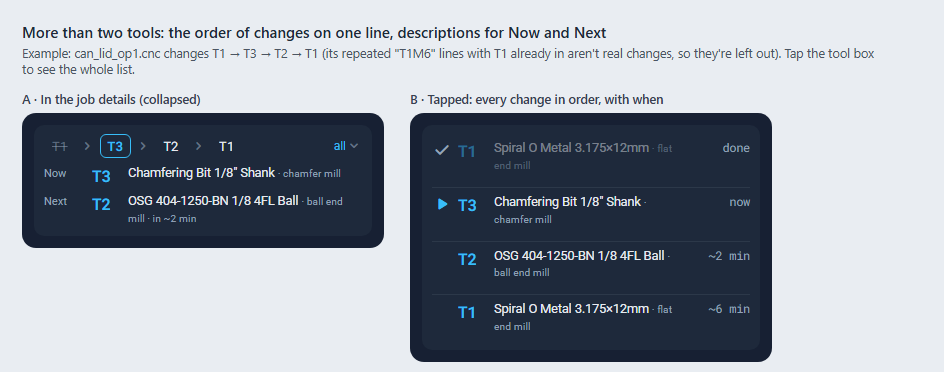 More than two tools: the order of changes on one line, descriptions for Now and Next
Example: can_lid_op1.cnc changes T1 → T3 → T2 → T1 (its repeated "T1M6" lines with T1 already in aren't real changes, so they're left out). Tap the tool box
to see the whole list.
A · In the job details (collapsed)
T1 > T3 > T2 > T1 all
Now T3 Chamfering Bit 1/8" Shank · chamfer mill
Next T2 OSG 404-1250-BN 1/8 4FL Ball · ball end
mill · in ~2 min
B · Tapped: every change in order, with when
T1 Spiral O Metal 3.175×12mm · flat done
end mill
T3 Chamfering Bit 1/8" Shank · now
chamfer mill
T2 OSG 404-1250-BN 1/8 4FL Ball · ~2 min
ball end mill
T1 Spiral O Metal 3.175×12mm · flat ~6 min
end mill